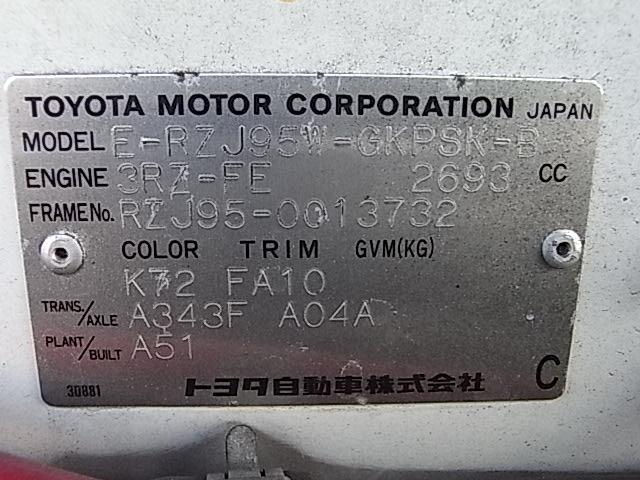 TOYOTA MOTOR CORPORATION JAPAN
MODEL E-RZJ95W-GKPSK-B
ENGINE 3RZ-FE 2693 CC
FRAME No. RZJ95-0013732
COLOR TRIM GVM(KG)
K72 FA10
TRANS./AXLE A343F A04A
PLANT/BUILT A51
30881 トヨタ自動車株式会社 C